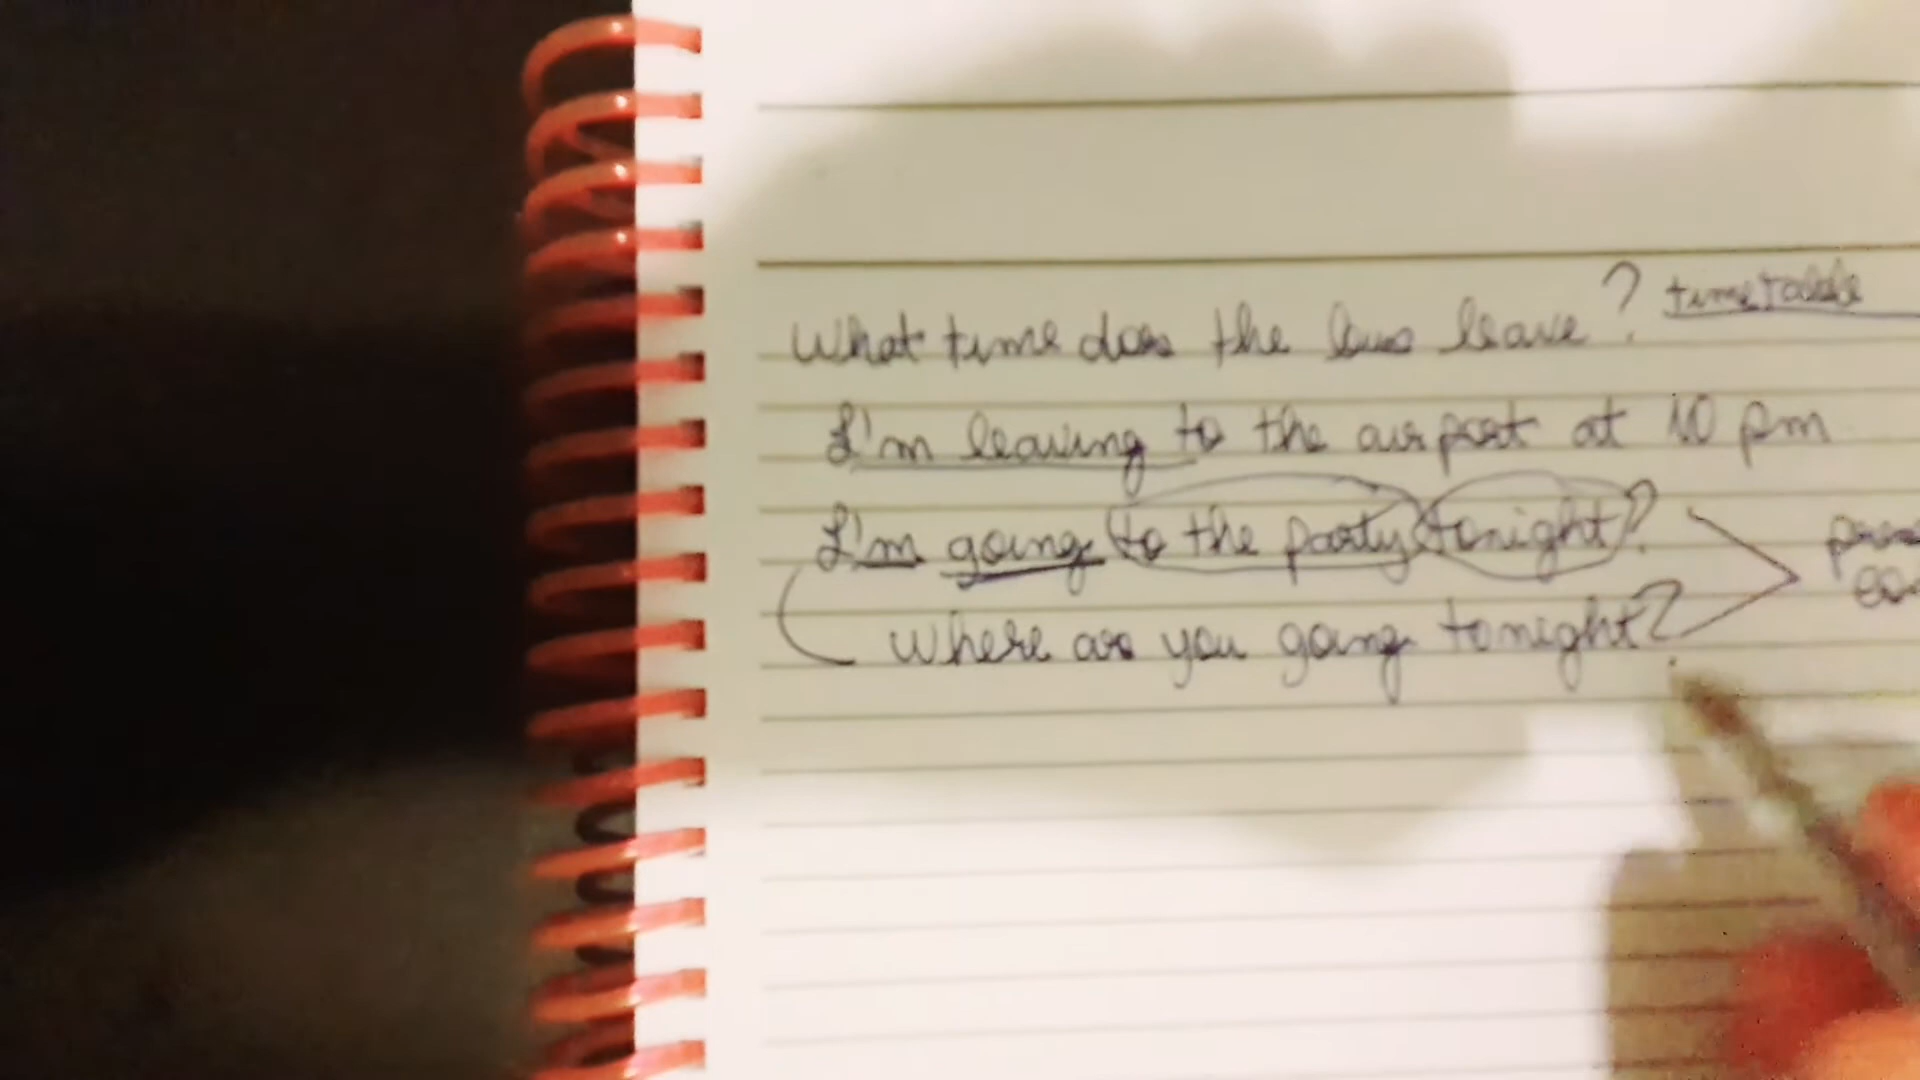 What time does the bus leave? timetable
I'm leaving to the airport at 10 pm
I'm going to the party tonight?
where are you going tonight?